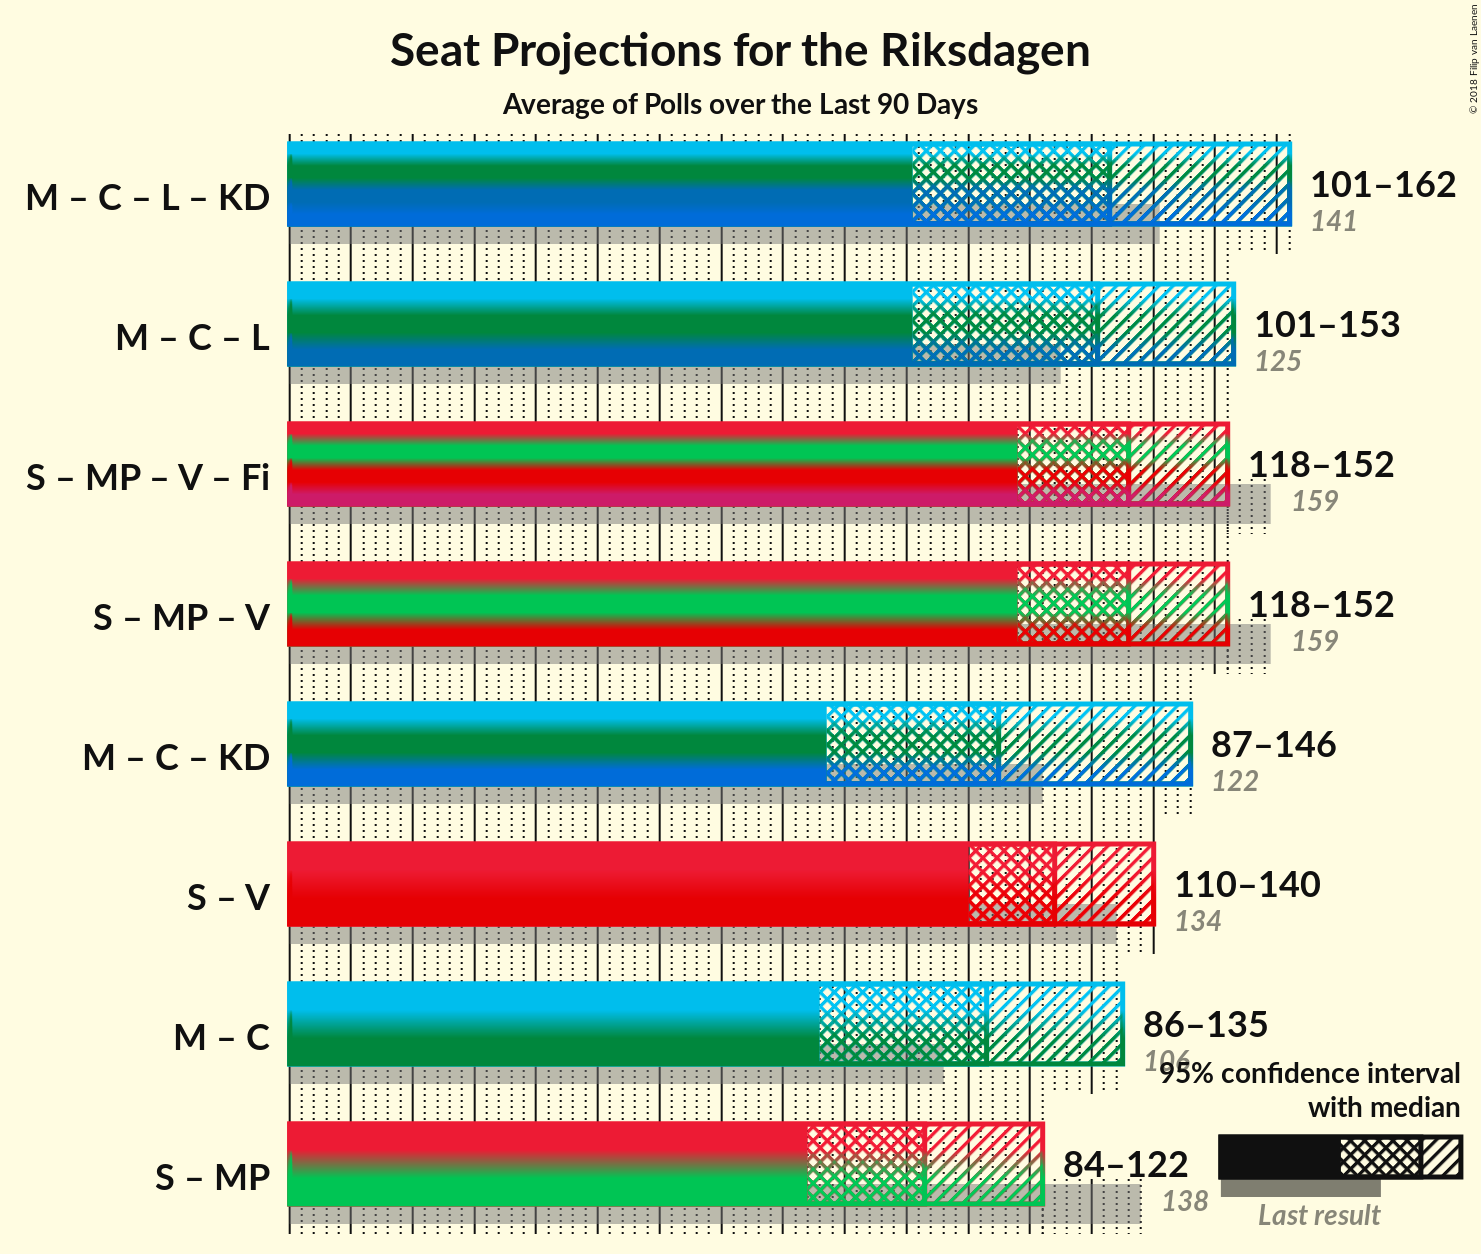 Seat Projections for the Riksdagen
Average of Polls over the Last 90 Days
© 2018 Filip van Laenen
M – C – L – KD
101–162
141
M – C – L
101–153
125
S – MP – V – Fi
118–152
159
S – MP – V
118–152
159
M – C – KD
87–146
122
S – V
110–140
134
M – C
86–135
106
S – MP
84–122
138
95% confidence interval
with median
Last result